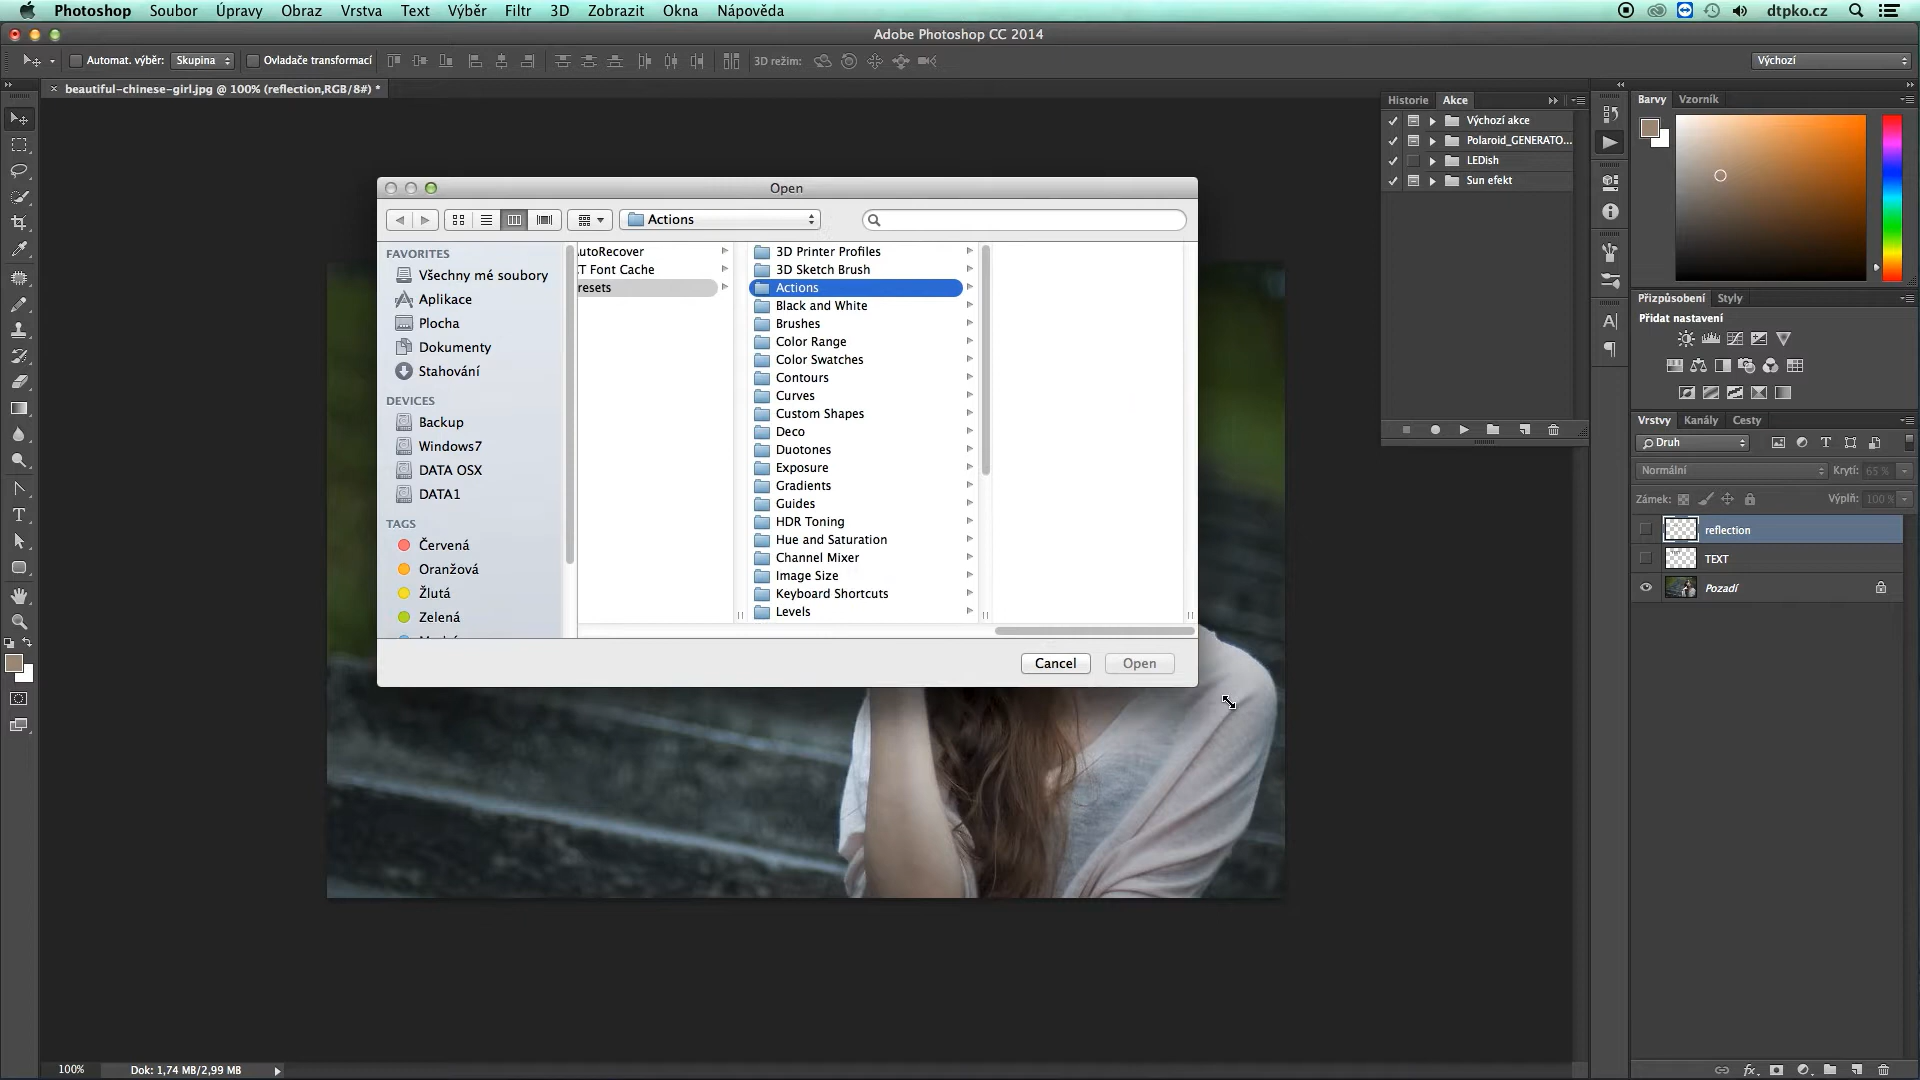 Photoshop Soubor Úpravy Obraz Vrstva Text Výběr Filtr 3D Zobrazit Okna Nápověda dtpko.cz
Adobe Photoshop CC 2014
Automat. výběr: Skupina Ovladače transformací 3D režim: Výchozí
beautiful-chinese-girl.jpg @ 100% (reflection,RGB/8#) *
Historie Akce
Výchozí akce
Polaroid_GENERATO...
LEDish
Sun efekt
Barvy Vzorník
Přizpůsobení Styly
Přidat nastavení
Vrstvy Kanály Cesty
Druh
Normální Krytí: 65 %
Zámek: Výplň: 100 %
reflection
TEXT
Pozadí
Open
Actions
FAVORITES
Všechny mé soubory
Aplikace
Plocha
Dokumenty
Stahování
DEVICES
Backup
Windows7
DATA OSX
DATA1
TAGS
Červená
Oranžová
Žlutá
Zelená
utoRecover
T Font Cache
resets
3D Printer Profiles
3D Sketch Brush
Actions
Black and White
Brushes
Color Range
Color Swatches
Contours
Curves
Custom Shapes
Deco
Duotones
Exposure
Gradients
Guides
HDR Toning
Hue and Saturation
Channel Mixer
Image Size
Keyboard Shortcuts
Levels
Cancel Open
100% Dok: 1,74 MB/2,99 MB